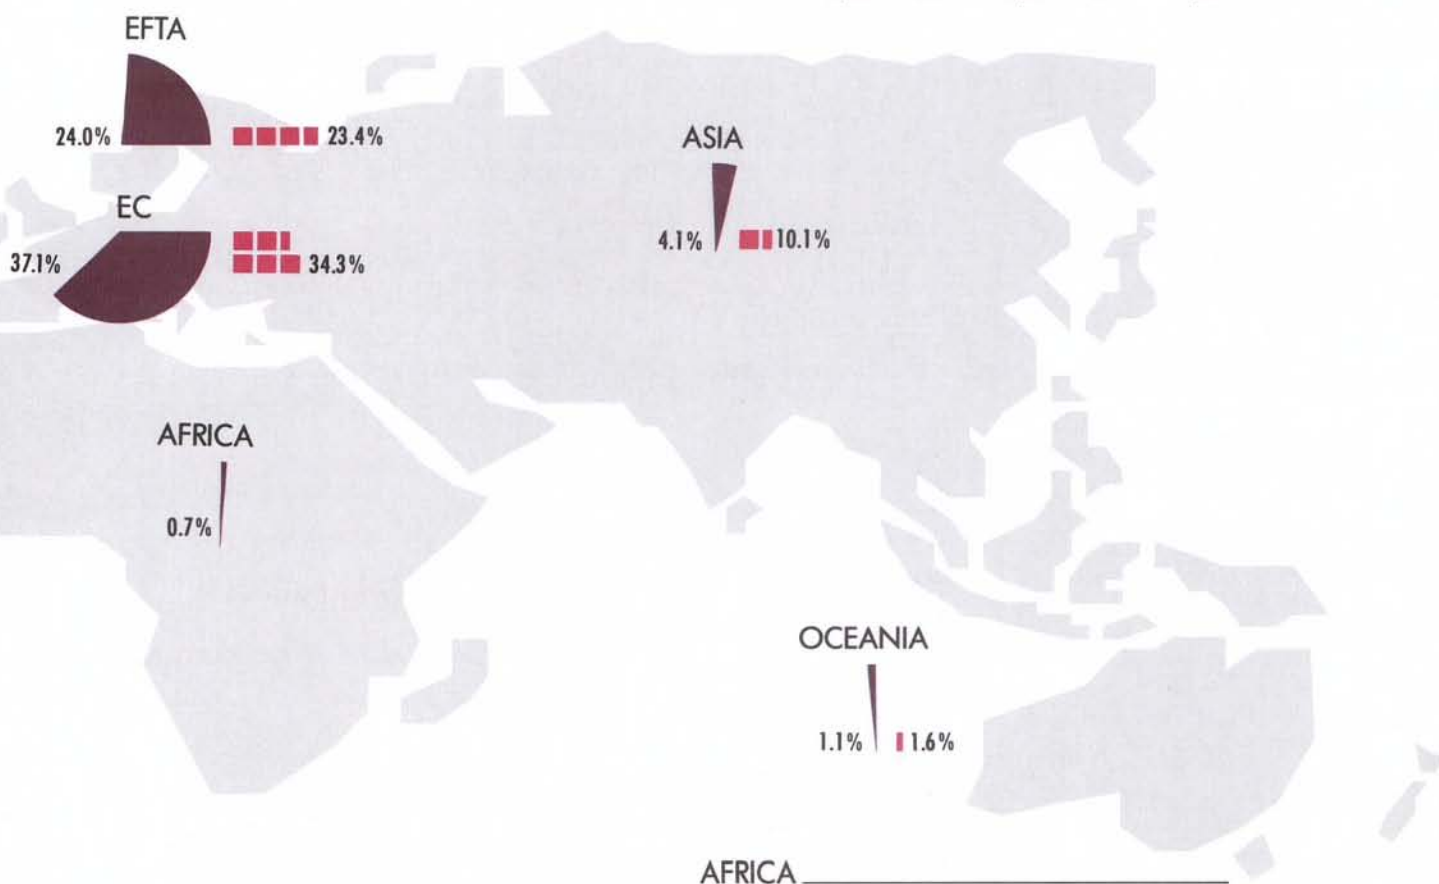 EFTA
24.0%
23.4%
EC
37.1%
34.3%
ASIA
4.1%
10.1%
AFRICA
0.7%
OCEANIA
1.1%
1.6%
AFRICA